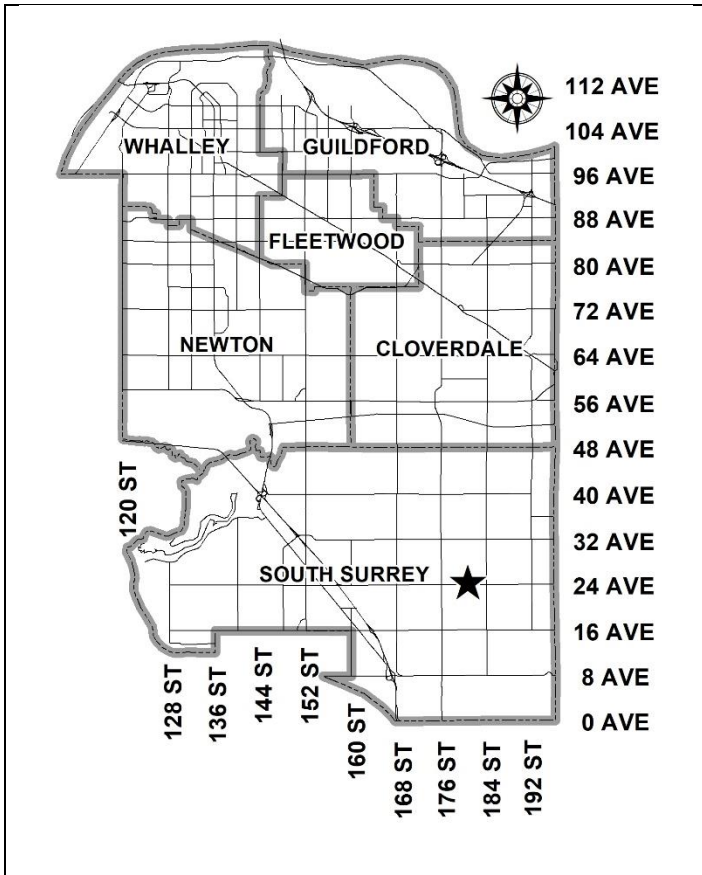 112 AVE
104 AVE
WHALLEY
GUILDFORD
96 AVE
88 AVE
FLEETWOOD
80 AVE
72 AVE
NEWTON
CLOVERDALE
64 AVE
56 AVE
48 AVE
120 ST
40 AVE
32 AVE
SOUTH SURREY
24 AVE
16 AVE
8 AVE
0 AVE
128 ST
136 ST
144 ST
152 ST
160 ST
168 ST
176 ST
184 ST
192 ST